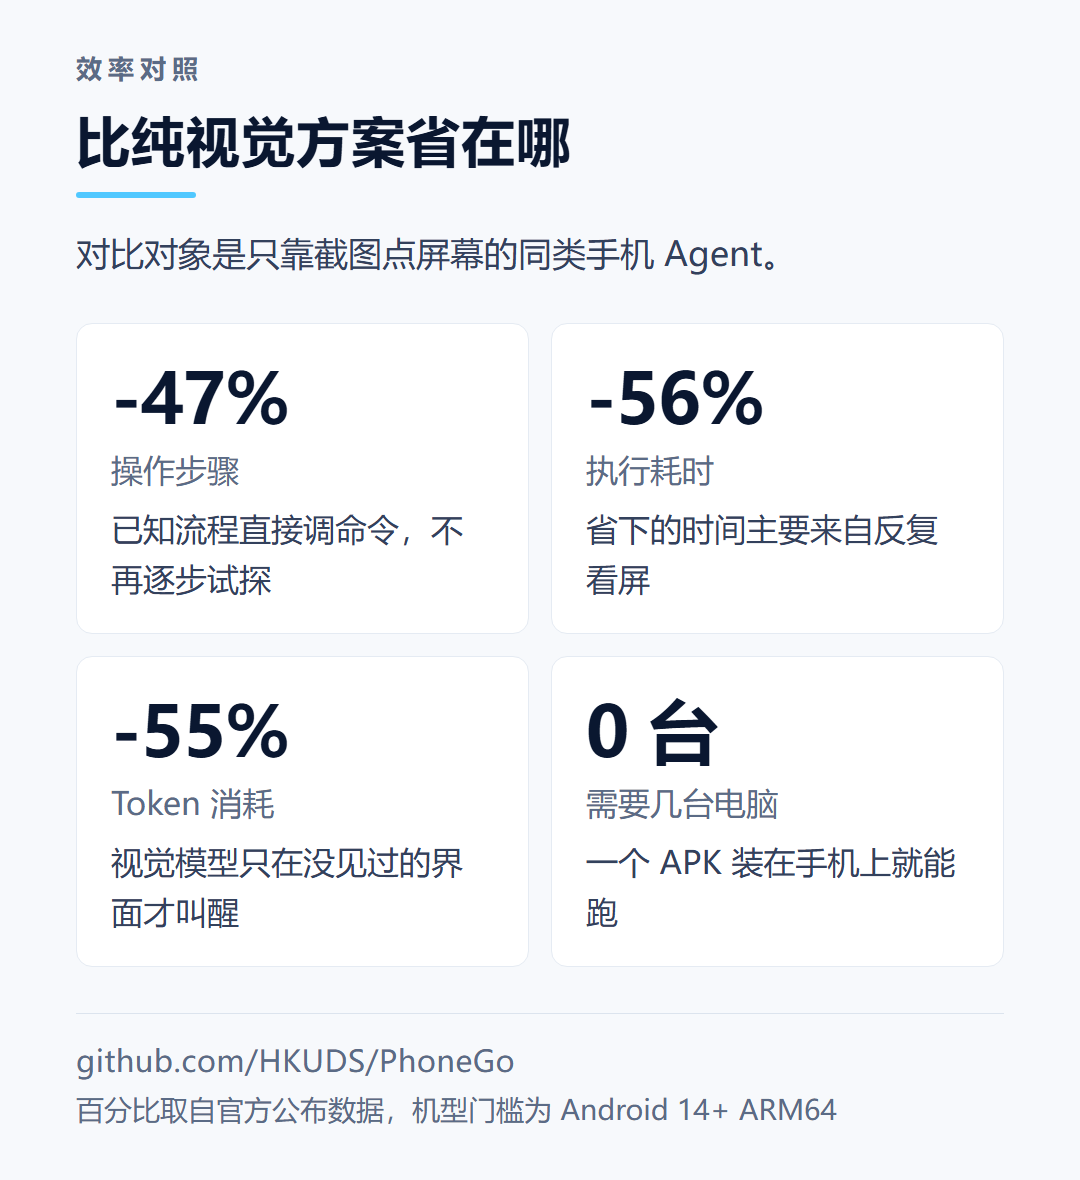 效率对照
比纯视觉方案省在哪
对比对象是只靠截图点屏幕的同类手机 Agent。
-47%
操作步骤
已知流程直接调命令，不
再逐步试探
-56%
执行耗时
省下的时间主要来自反复
看屏
-55%
Token 消耗
视觉模型只在没见过的界
面才叫醒
0 台
需要几台电脑
一个 APK 装在手机上就能
跑
github.com/HKUDS/PhoneGo
百分比取自官方公布数据，机型门槛为 Android 14+ ARM64